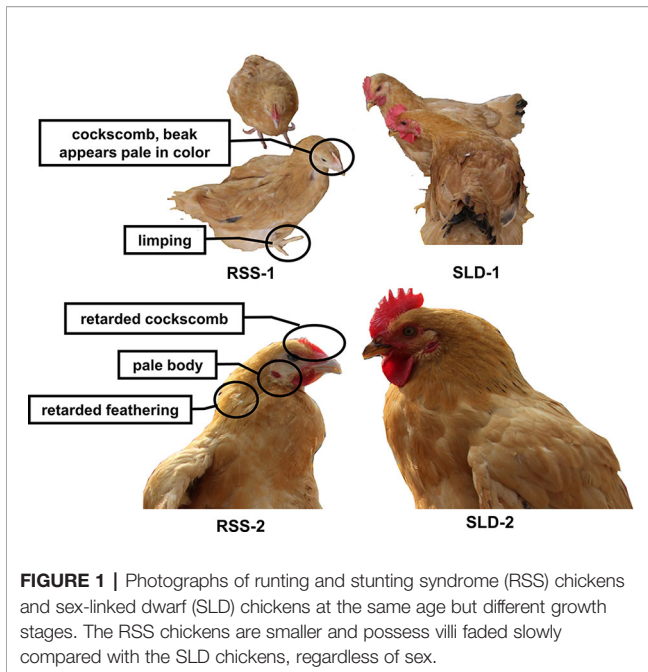 cockscomb, beak
appears pale in color
limping
RSS-1
SLD-1
retarded cockscomb
pale body
retarded feathering
RSS-2
SLD-2
FIGURE 1 | Photographs of runting and stunting syndrome (RSS) chickens
and sex-linked dwarf (SLD) chickens at the same age but different growth
stages. The RSS chickens are smaller and possess villi faded slowly
compared with the SLD chickens, regardless of sex.